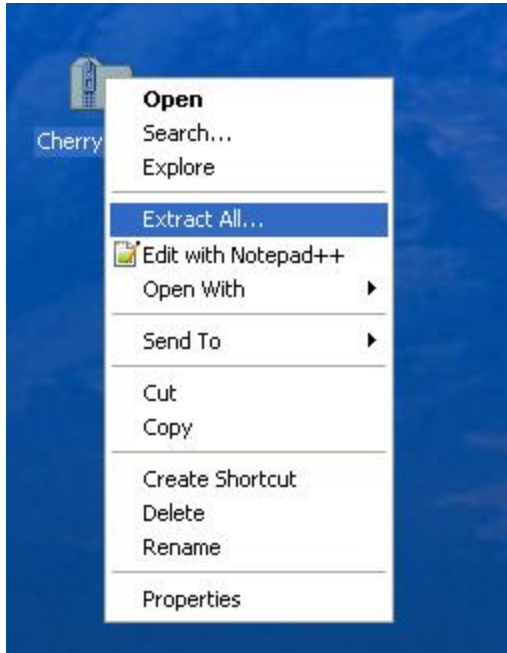 Cherry
Open
Search...
Explore
Extract All...
Edit with Notepad++
Open With
Send To
Cut
Copy
Create Shortcut
Delete
Rename
Properties